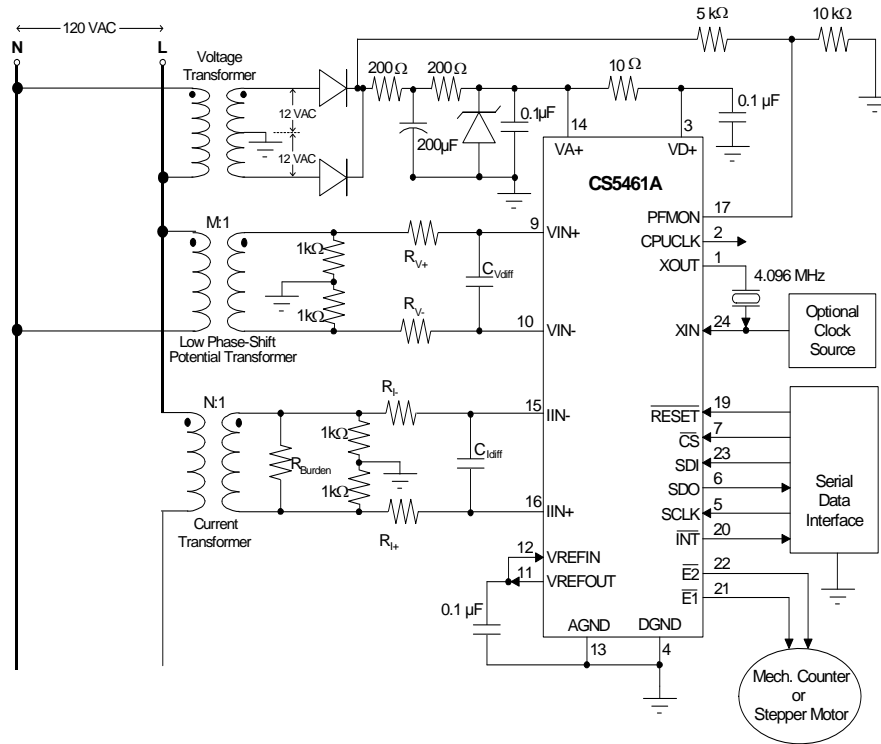 120 VAC
N
L
Voltage
Transformer
12 VAC
12 VAC
200Ω
200Ω
200µF
0.1µF
10 Ω
5 kΩ
10 kΩ
0.1 µF
14
3
VA+
VD+
CS5461A
M:1
1kΩ
1kΩ
RV+
RV-
CVdiff
9
VIN+
10
VIN-
Low Phase-Shift
Potential Transformer
PFMON
17
CPUCLK
2
XOUT
1
4.096 MHz
XIN
24
Optional
Clock
Source
N:1
RBurden
1kΩ
1kΩ
RI-
RI+
CIdiff
15
IIN-
16
IIN+
Current
Transformer
RESET
19
CS
7
SDI
23
SDO
6
SCLK
5
INT
20
Serial
Data
Interface
12
VREFIN
11
VREFOUT
0.1 µF
E2
22
E1
21
AGND
DGND
13
4
Mech. Counter
or
Stepper Motor